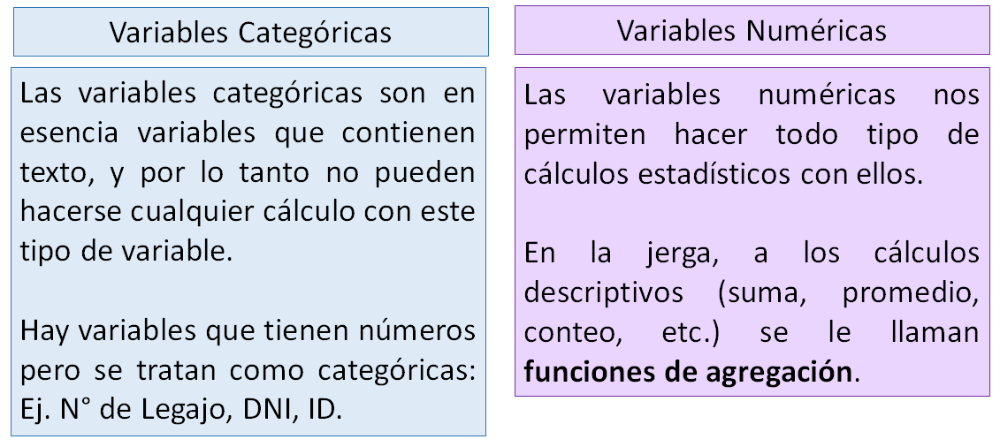 Variables Categóricas
Las variables categóricas son en
esencia variables que contienen
texto, y por lo tanto no pueden
hacerse cualquier cálculo con este
tipo de variable.
Hay variables que tienen números
pero se tratan como categóricas:
Ej. N° de Legajo, DNI, ID.
Variables Numéricas
Las variables numéricas nos
permiten hacer todo tipo de
cálculos estadísticos con ellos.
En la jerga, a los cálculos
descriptivos (suma, promedio,
conteo, etc.) se le llaman
funciones de agregación.